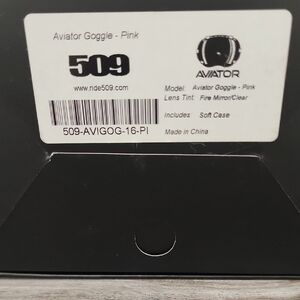 Aviator Goggle - Pink
509
www.ride509.com
509-AVIGOG-16-PI
AVIATOR
Model: Aviator Goggle - Pink
Lens Tint: Fire Mirror/Clear
Includes: Soft Case
Made in China